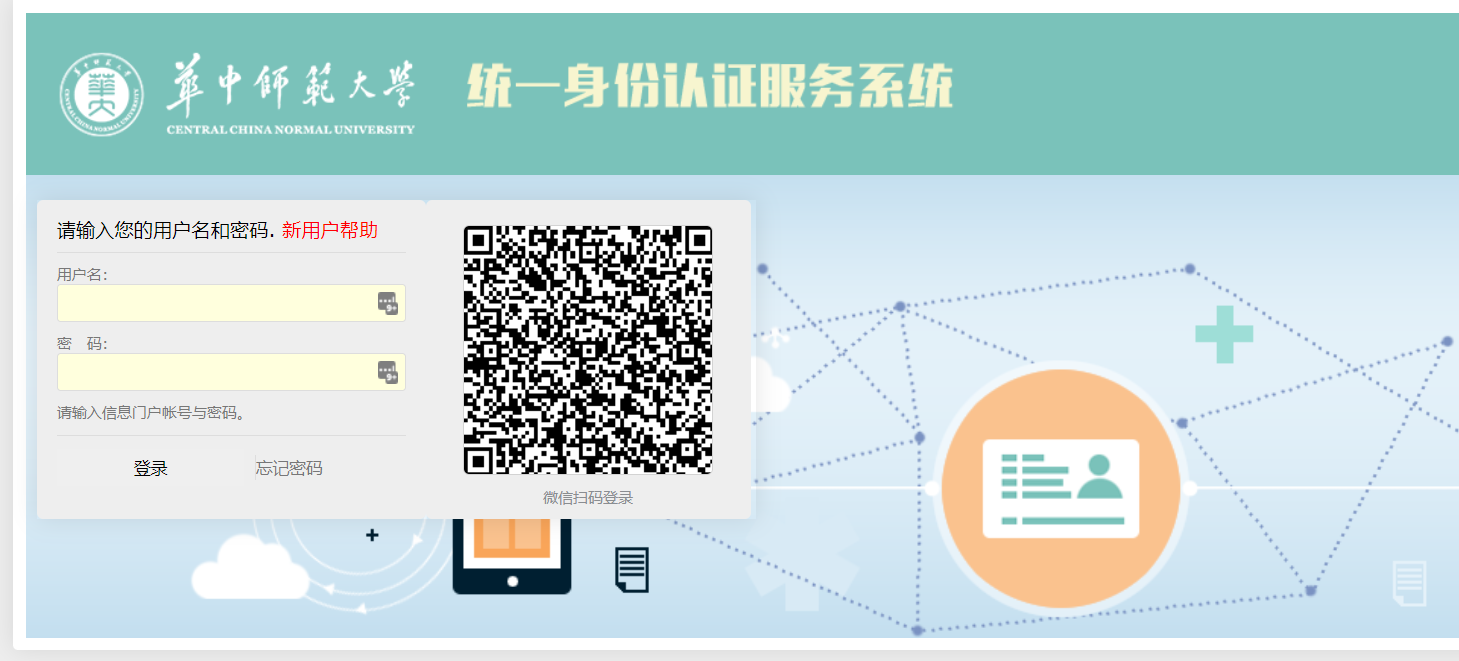 華中師範大學
CENTRAL CHINA NORMAL UNIVERSITY
统一身份认证服务系统
请输入您的用户名和密码. 新用户帮助
用户名:
密 码:
请输入信息门户帐号与密码。
登录 忘记密码
微信扫码登录